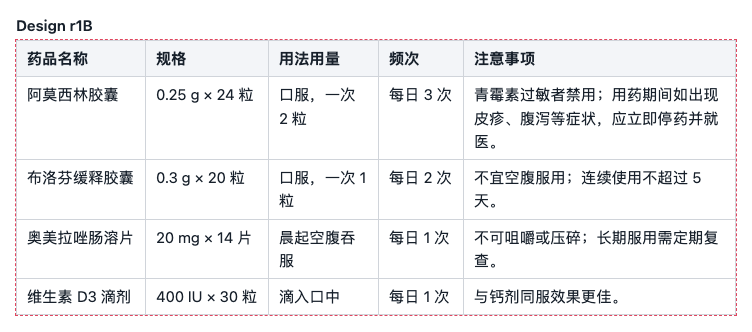 Design r1B
药品名称 规格 用法用量 频次 注意事项
阿莫西林胶囊 0.25 g × 24 粒 口服，一次 每日 3 次 青霉素过敏者禁用；用药期间如出现
2 粒 皮疹、腹泻等症状，应立即停药并就
医。
布洛芬缓释胶囊 0.3 g × 20 粒 口服，一次 1 每日 2 次 不宜空腹服用；连续使用不超过 5
粒 天。
奥美拉唑肠溶片 20 mg × 14 片 晨起空腹吞 每日 1 次 不可咀嚼或压碎；长期服用需定期复
服 查。
维生素 D3 滴剂 400 IU × 30 粒 滴入口中 每日 1 次 与钙剂同服效果更佳。